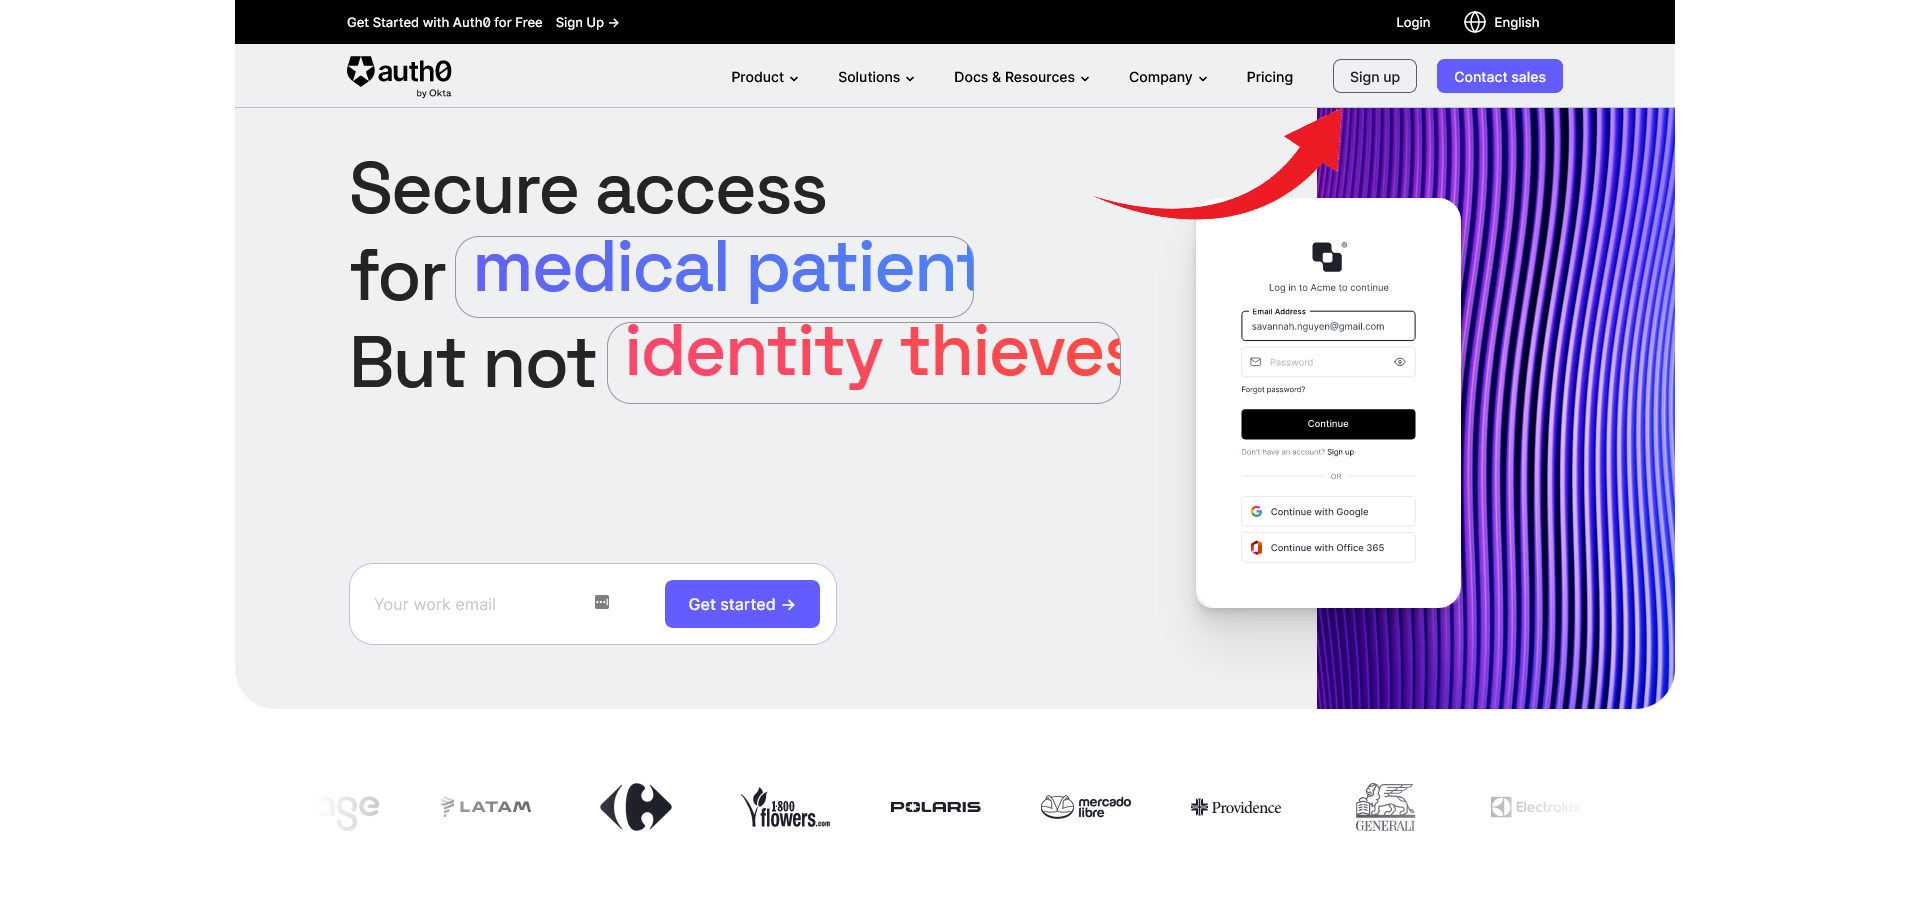 Get Started with Auth0 for Free Sign Up →
Login English
auth0
by Okta
Product Solutions Docs & Resources Company Pricing Sign up Contact sales
Secure access
for medical patient
But not identity thieves
Your work email
Get started →
Log in to Acme to continue
Email Address
savannah.nguyen@gmail.com
Password
Forgot password?
Continue
Don't have an account? Sign up
OR
Continue with Google
Continue with Office 365
age LATAM 1-800 flowers.com POLARIS mercado libre Providence GENERALI Electrolux